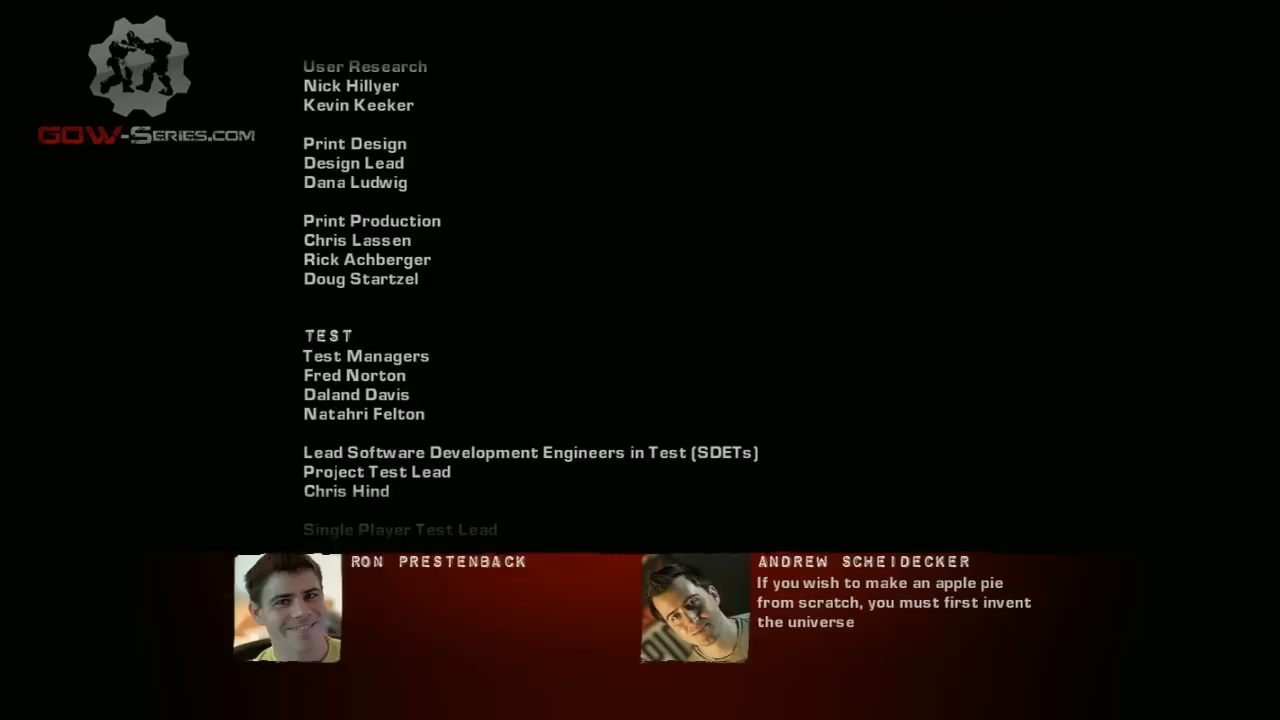 GOW-SERIES.COM
User Research
Nick Hillyer
Kevin Keeker
Print Design
Design Lead
Dana Ludwig
Print Production
Chris Lassen
Rick Achberger
Doug Startzel
TEST
Test Managers
Fred Norton
Daland Davis
Natahri Felton
Lead Software Development Engineers in Test (SDETs)
Project Test Lead
Chris Hind
Single Player Test Lead
RON PRESTENBACK
ANDREW SCHEIDECKER
If you wish to make an apple pie
from scratch, you must first invent
the universe